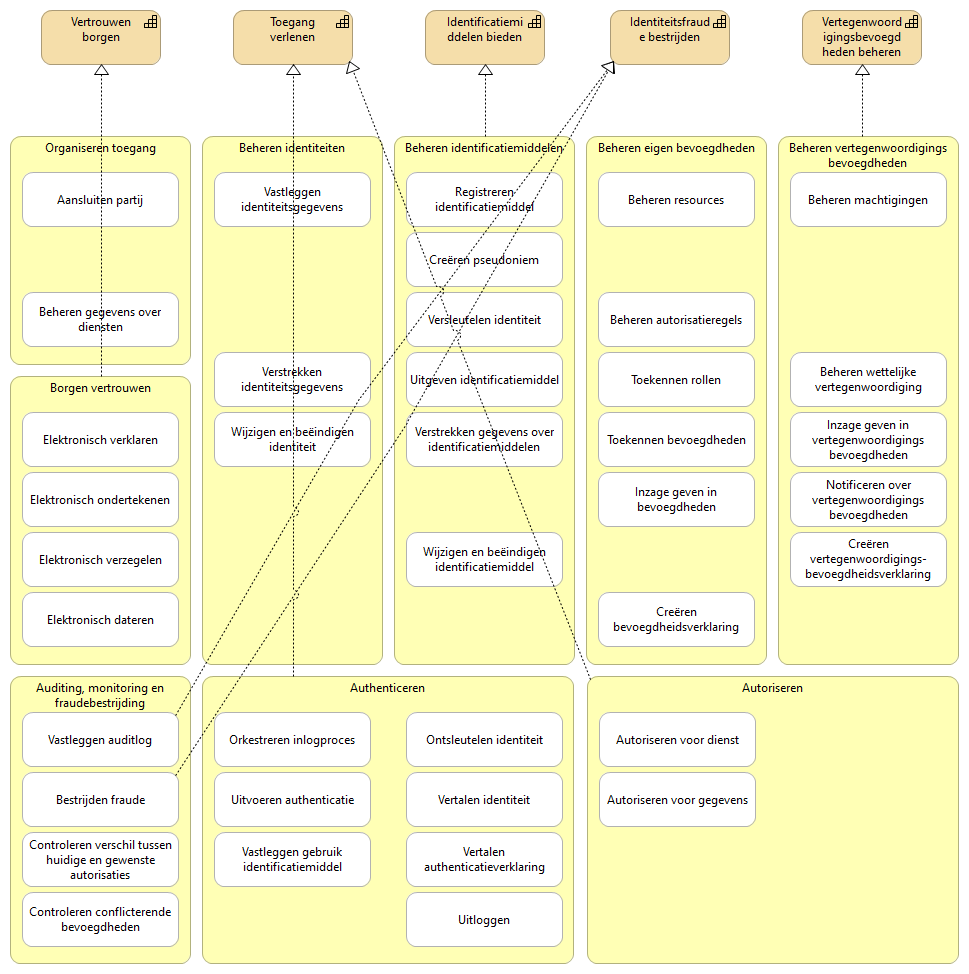 Vertrouwen
borgen
Toegang
verlenen
Identificatiemi
ddelen bieden
Identiteitsfraud
e bestrijden
Vertegenwoord
igingsbevoegd
heden beheren
Organiseren toegang
Aansluiten partij
Beheren gegevens over
diensten
Borgen vertrouwen
Elektronisch verklaren
Elektronisch ondertekenen
Elektronisch verzegelen
Elektronisch dateren
Beheren identiteiten
Vastleggen
identiteitsgegevens
Verstrekken
identiteitsgegevens
Wijzigen en beëindigen
identiteit
Beheren identificatiemiddelen
Registreren
identificatiemiddel
Creëren pseudoniem
Versleutelen identiteit
Uitgeven identificatiemiddel
Verstrekken gegevens over
identificatiemiddelen
Wijzigen en beëindigen
identificatiemiddel
Beheren eigen bevoegdheden
Beheren resources
Beheren autorisatieregels
Toekennen rollen
Toekennen bevoegdheden
Inzage geven in
bevoegdheden
Creëren
bevoegdheidsverklaring
Beheren vertegenwoordigings
bevoegdheden
Beheren machtigingen
Beheren wettelijke
vertegenwoordiging
Inzage geven in
vertegenwoordigings
bevoegdheden
Notificeren over
vertegenwoordigings
bevoegdheden
Creëren
vertegenwoordigings-
bevoegdheidsverklaring
Auditing, monitoring en
fraudebestrijding
Vastleggen auditlog
Bestrijden fraude
Controleren verschil tussen
huidige en gewenste
autorisaties
Controleren conflicterende
bevoegdheden
Authenticeren
Orkestreren inlogproces
Uitvoeren authenticatie
Vastleggen gebruik
identificatiemiddel
Ontsleutelen identiteit
Vertalen identiteit
Vertalen
authenticatieverklaring
Uitloggen
Autoriseren
Autoriseren voor dienst
Autoriseren voor gegevens